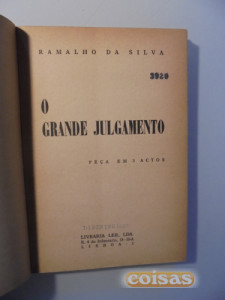 RAMALHO DA SILVA
3920
O
GRANDE JULGAMENTO
PEÇA EM 3 ACTOS
LIVRARIA LER, LDA.
LISBOA
coisas